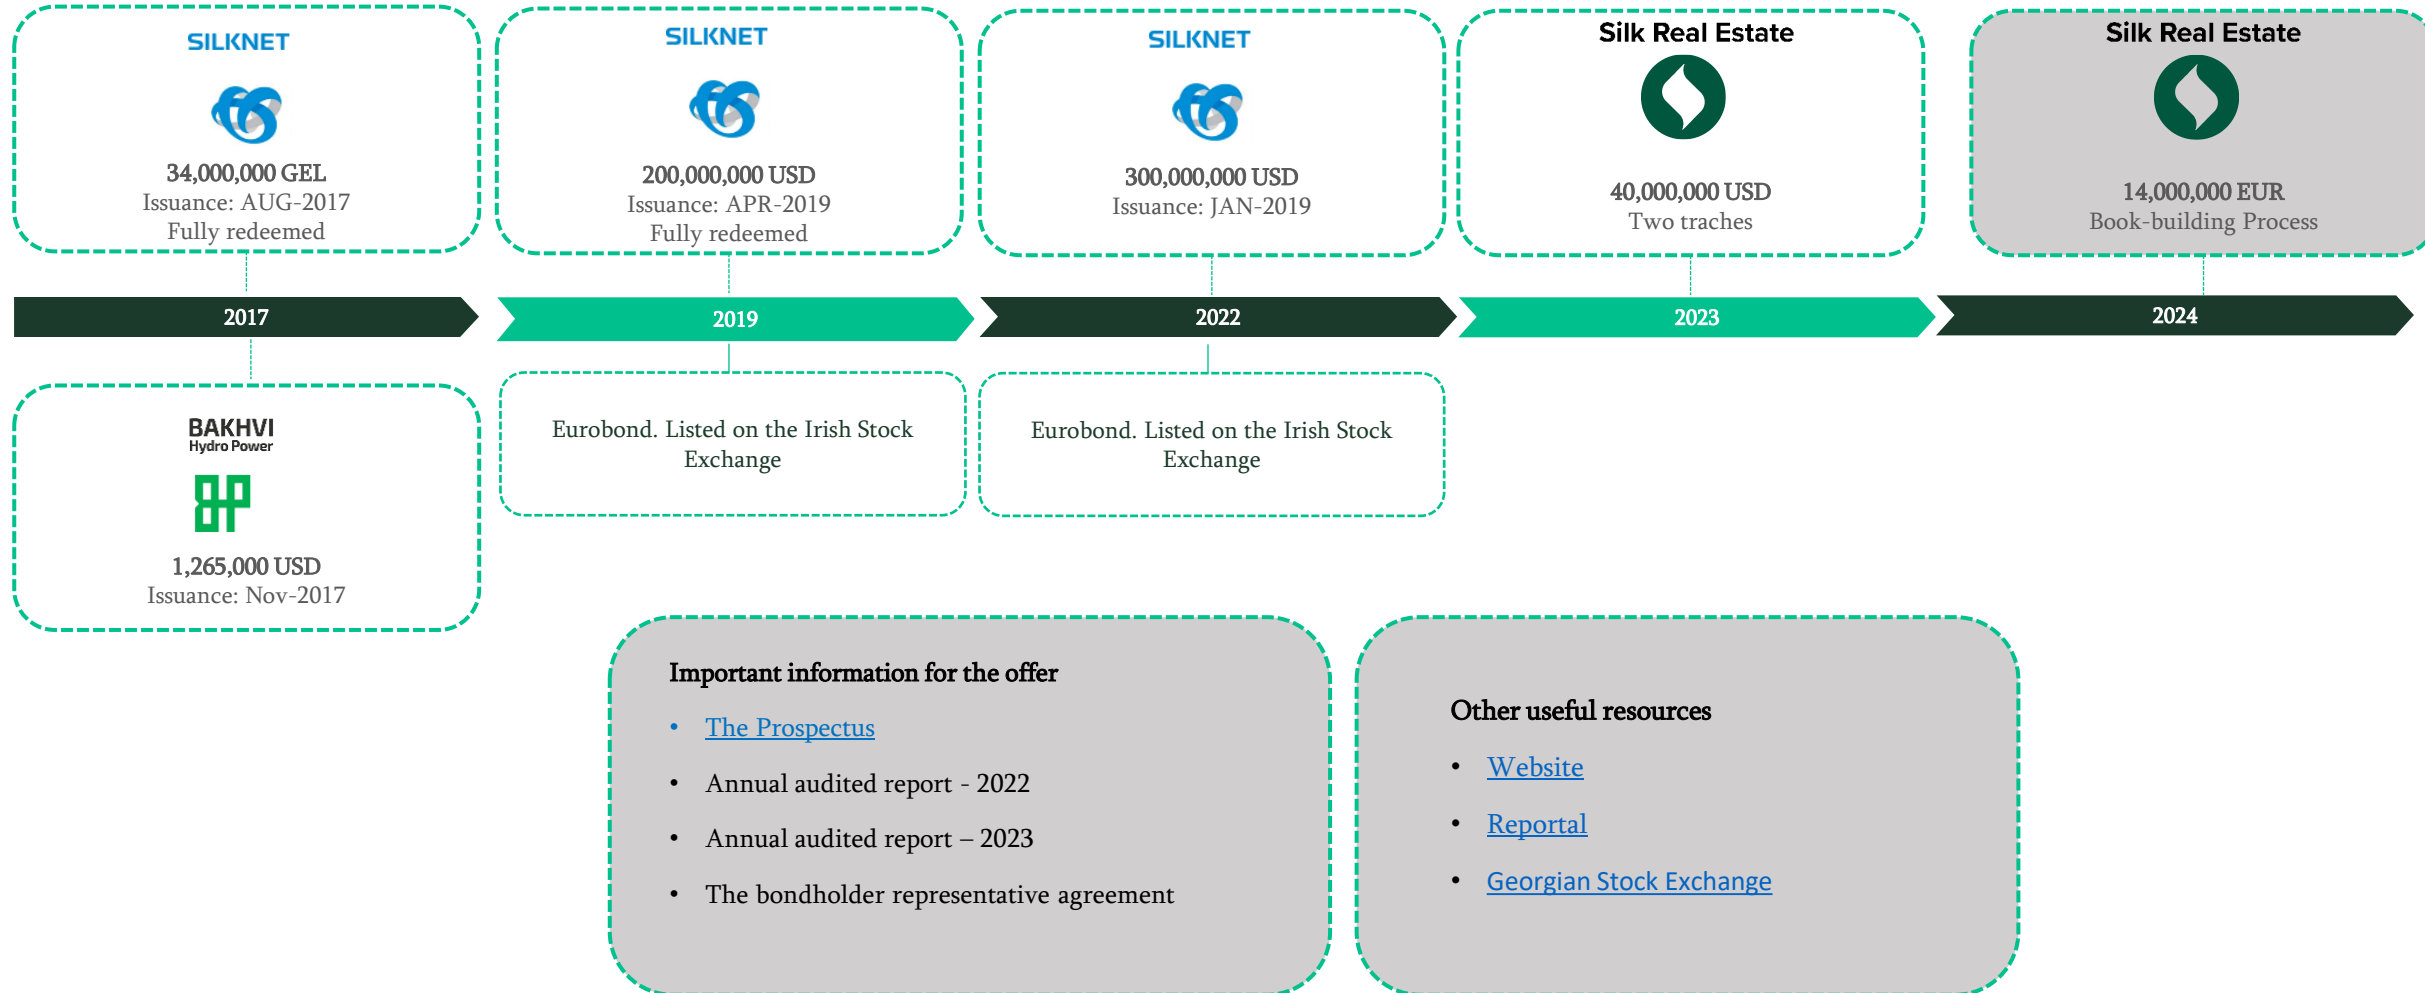 SILKNET
34,000,000 GEL
Issuance: AUG-2017
Fully redeemed
SILKNET
200,000,000 USD
Issuance: APR-2019
Fully redeemed
SILKNET
300,000,000 USD
Issuance: JAN-2019
Silk Real Estate
40,000,000 USD
Two traches
Silk Real Estate
14,000,000 EUR
Book-building Process
2017
2019
2022
2023
2024
BAKHVI
Hydro Power
1,265,000 USD
Issuance: Nov-2017
Eurobond. Listed on the Irish Stock
Exchange
Eurobond. Listed on the Irish Stock
Exchange
Important information for the offer
• The Prospectus
• Annual audited report - 2022
• Annual audited report – 2023
• The bondholder representative agreement
Other useful resources
• Website
• Reportal
• Georgian Stock Exchange